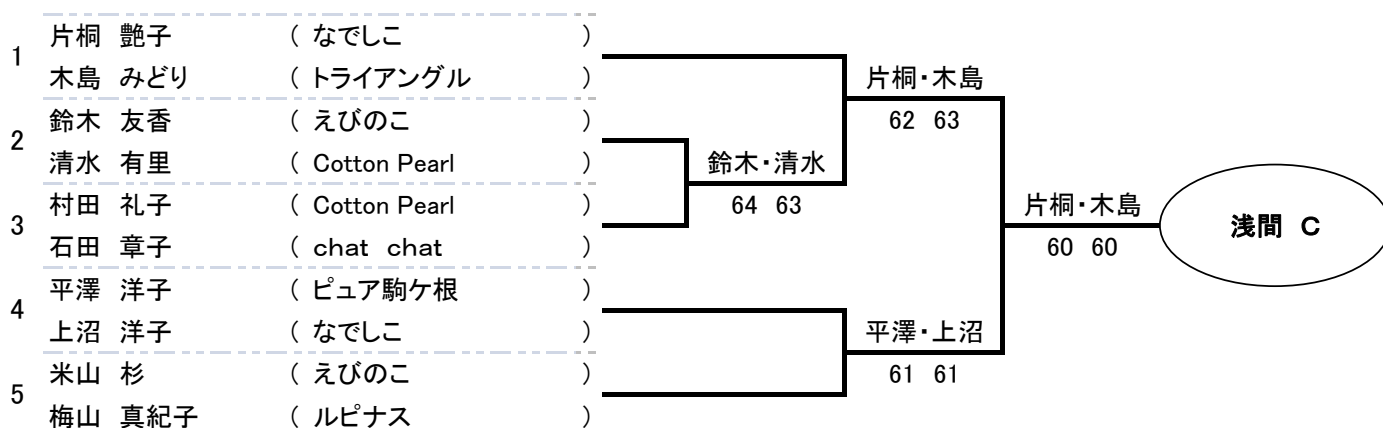 1
片桐 艶子 ( なでしこ )
木島 みどり ( トライアングル )
2
鈴木 友香 ( えびのこ )
清水 有里 ( Cotton Pearl )
3
村田 礼子 ( Cotton Pearl )
石田 章子 ( chat chat )
4
平澤 洋子 ( ピュア駒ケ根 )
上沼 洋子 ( なでしこ )
5
米山 杉 ( えびのこ )
梅山 真紀子 ( ルピナス )
鈴木・清水
64 63
片桐・木島
62 63
平澤・上沼
61 61
片桐・木島
60 60
浅間 C